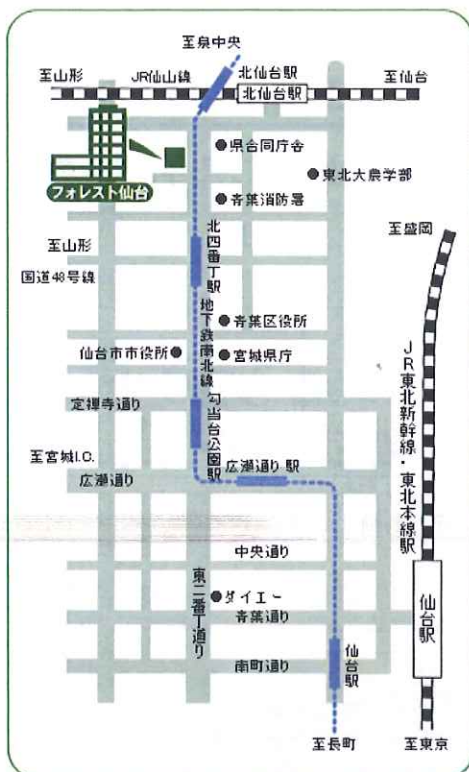 至泉中央
至山形
JR仙山線
北仙台駅
北仙台駅
至仙台
県合同庁舎
東北大農学部
フォレスト仙台
青葉消防署
至盛岡
至山形
国道48号線
北四番丁駅
地下鉄南北線
青葉区役所
仙台市市役所
宮城県庁
JR東北新幹線・東北本線駅
定禅寺通り
勾当台公園駅
至宮城I.C.
広瀬通り
広瀬通り 駅
中央通り
東二番丁通り
ダイエー
青葉通り
仙台駅
仙台駅
南町通り
至長町
至東京